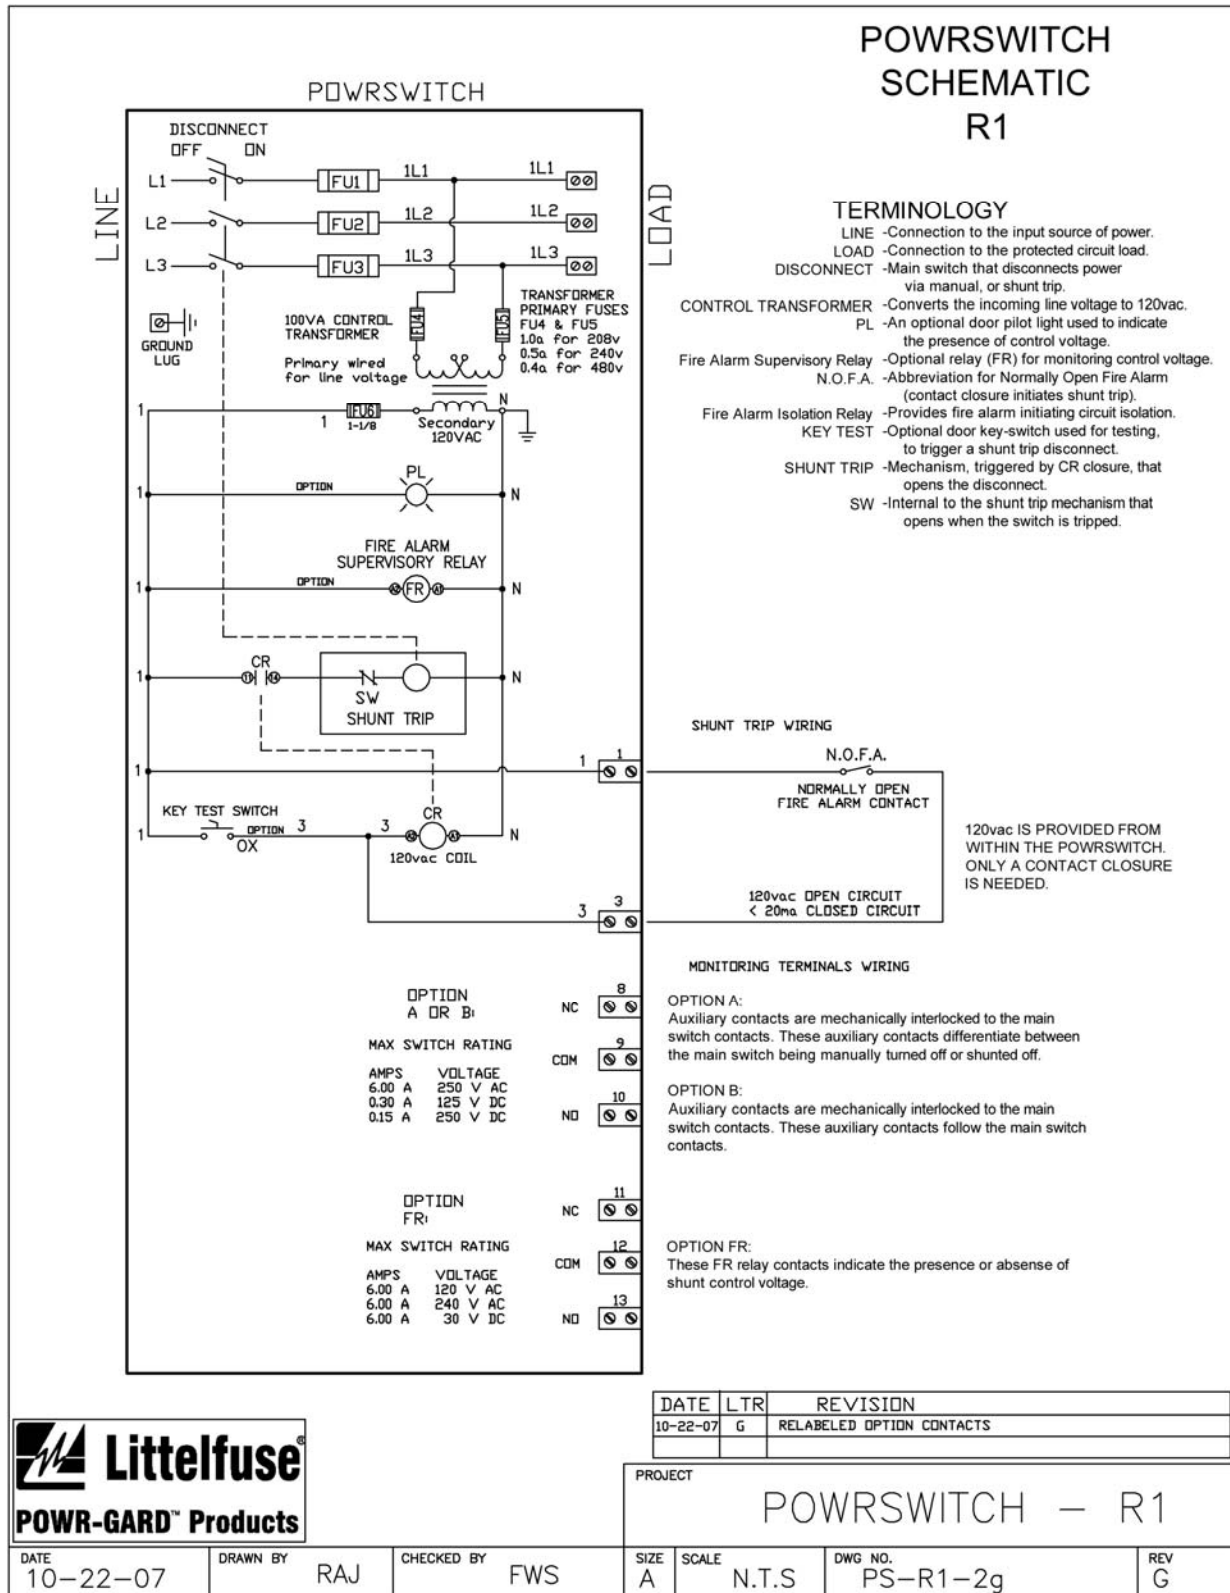 POWRSWITCH
SCHEMATIC
R1
POWRSWITCH
DISCONNECT
OFF ON
L1 FU1 1L1 1L1
L2 FU2 1L2 1L2
L3 FU3 1L3 1L3
LINE
LOAD
GROUND
LUG
100VA CONTROL
TRANSFORMER
Primary wired
for line voltage
FU4
FU5
TRANSFORMER
PRIMARY FUSES
FU4 & FU5
1.0a for 208v
0.5a for 240v
0.4a for 480v
1 1 FU6 N
1-1/8
Secondary
120VAC
PL
1 OPTION N
FIRE ALARM
SUPERVISORY RELAY
1 OPTION A2 FR A1 N
CR
1 11 14 N
SW
SHUNT TRIP
1 1 1
KEY TEST SWITCH
CR
1 OX OPTION 3 3 A2 A1 N
120vac COIL
3 3
TERMINOLOGY
LINE -Connection to the input source of power.
LOAD -Connection to the protected circuit load.
DISCONNECT -Main switch that disconnects power
via manual, or shunt trip.
CONTROL TRANSFORMER -Converts the incoming line voltage to 120vac.
PL -An optional door pilot light used to indicate
the presence of control voltage.
Fire Alarm Supervisory Relay -Optional relay (FR) for monitoring control voltage.
N.O.F.A. -Abbreviation for Normally Open Fire Alarm
(contact closure initiates shunt trip).
Fire Alarm Isolation Relay -Provides fire alarm initiating circuit isolation.
KEY TEST -Optional door key-switch used for testing,
to trigger a shunt trip disconnect.
SHUNT TRIP -Mechanism, triggered by CR closure, that
opens the disconnect.
SW -Internal to the shunt trip mechanism that
opens when the switch is tripped.
SHUNT TRIP WIRING
N.O.F.A.
NORMALLY OPEN
FIRE ALARM CONTACT
120vac OPEN CIRCUIT
< 20ma CLOSED CIRCUIT
120vac IS PROVIDED FROM
WITHIN THE POWRSWITCH.
ONLY A CONTACT CLOSURE
IS NEEDED.
MONITORING TERMINALS WIRING
OPTION
A OR B:
MAX SWITCH RATING
AMPS VOLTAGE
6.00 A 250 V AC
0.30 A 125 V DC
0.15 A 250 V DC
NC 8
COM 9
NO 10
OPTION A:
Auxiliary contacts are mechanically interlocked to the main
switch contacts. These auxiliary contacts differentiate between
the main switch being manually turned off or shunted off.
OPTION B:
Auxiliary contacts are mechanically interlocked to the main
switch contacts. These auxiliary contacts follow the main switch
contacts.
OPTION
FR:
MAX SWITCH RATING
AMPS VOLTAGE
6.00 A 120 V AC
6.00 A 240 V AC
6.00 A 30 V DC
NC 11
COM 12
NO 13
OPTION FR:
These FR relay contacts indicate the presence or absense of
shunt control voltage.
DATE LTR REVISION
10-22-07 G RELABELED OPTION CONTACTS
Littelfuse®
POWR-GARD™ Products
PROJECT
POWRSWITCH – R1
DATE 10-22-07
DRAWN BY RAJ
CHECKED BY FWS
SIZE A
SCALE N.T.S
DWG NO. PS-R1-2g
REV G